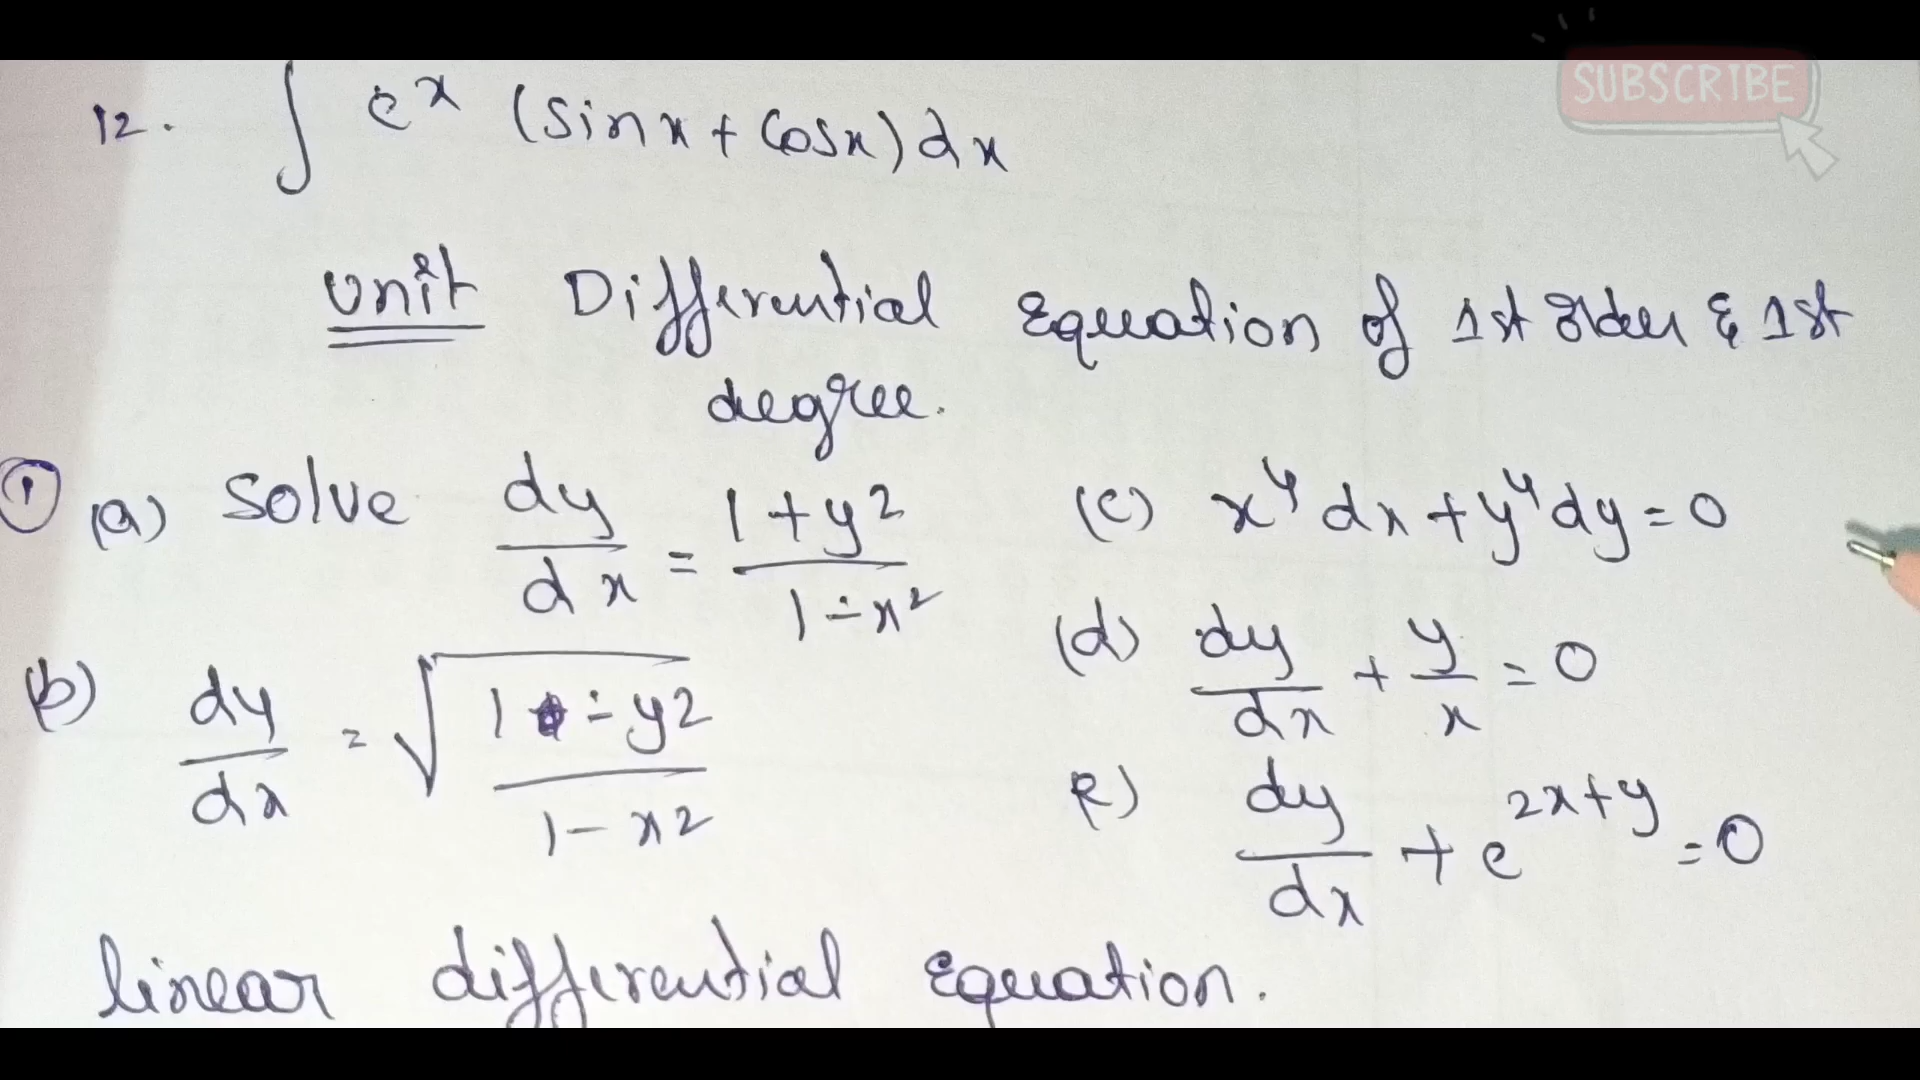 SUBSCRIBE
12. ∫ e^x (sinx + cosx) dx
Unit Differential Equation of 1st order & 1st
degree.
① (a) Solve dy/dx = 1+y2/1÷x²
(b) dy/dx = √(1 ÷ y2/1 - x2)
(c) x⁴ dx + y⁴ dy = 0
(d) dy/dx + y/x = 0
e) dy/dx + e^(2x+y) = 0
linear differential Equation.